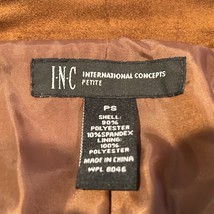 I·N·C INTERNATIONAL CONCEPTS
PETITE
PS
SHELL:
90%
POLYESTER
10% SPANDEX
LINING:
100%
POLYESTER
MADE IN CHINA
WPL 8046